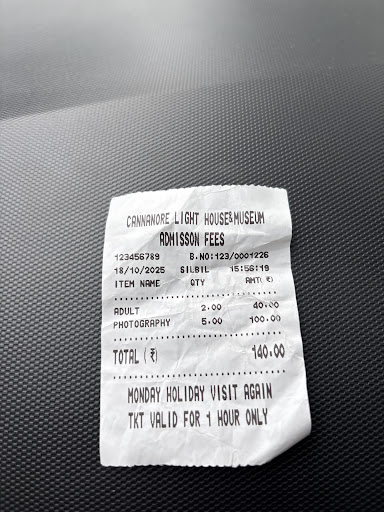 CANNANORE LIGHT HOUSE&MUSEUM
ADMISSON FEES
123456789 B.NO:123/0001226
18/10/2025 SILBIL 15:56:19
ITEM NAME QTY AMT(₹)
ADULT 2.00 40.00
PHOTOGRAPHY 5.00 100.00
TOTAL (₹) 140.00
MONDAY HOLIDAY VISIT AGAIN
TKT VALID FOR 1 HOUR ONLY